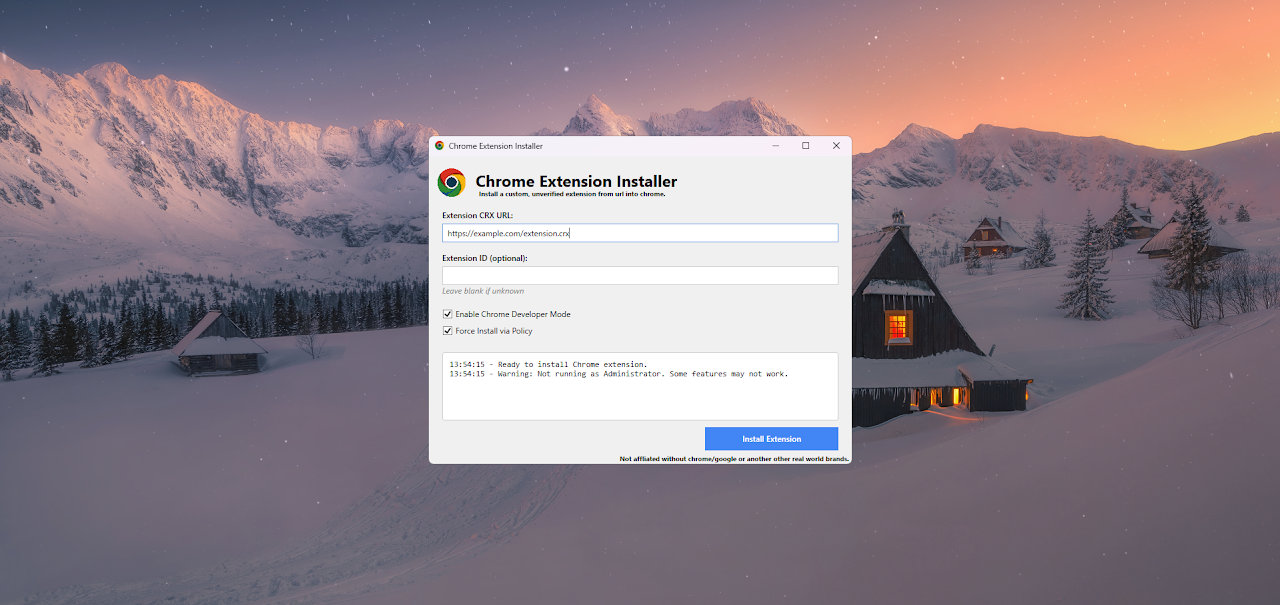 Chrome Extension Installer
Chrome Extension Installer
Install a custom, unverified extension from url into chrome.
Extension CRX URL:
https://example.com/extension.crx
Extension ID (optional):
Leave blank if unknown
Enable Chrome Developer Mode
Force Install via Policy
13:54:15 - Ready to install Chrome extension.
13:54:15 - Warning: Not running as Administrator. Some features may not work.
Install Extension
Not affliated without chrome/google or another other real world brands.